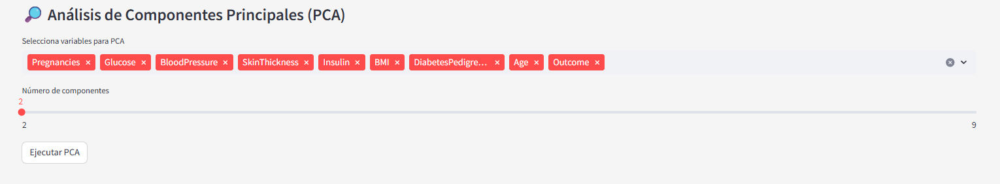 Análisis de Componentes Principales (PCA)
Selecciona variables para PCA
Pregnancies × Glucose × BloodPressure × SkinThickness × Insulin × BMI × DiabetesPedigre... × Age × Outcome ×
Número de componentes
2
2 9
Ejecutar PCA